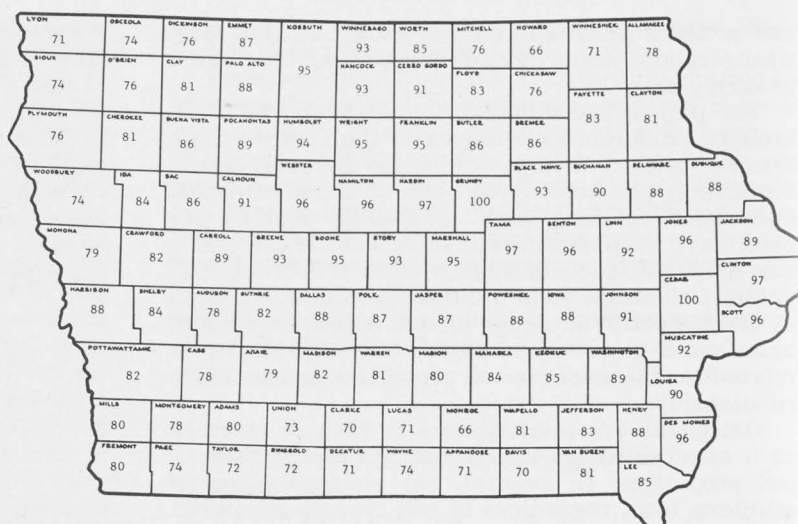 LYON OSCEOLA DICKINSON EMMET KOSSUTH WINNEBAGO WORTH MITCHELL HOWARD WINNESHIEK ALLAMAKEE
71 74 76 87 95 93 85 76 66 71 78
SIOUX O'BRIEN CLAY PALO ALTO HANCOCK CERRO GORDO FLOYD CHICKASAW FAYETTE CLAYTON
74 76 81 88 93 91 83 76 83 81
PLYMOUTH CHEROKEE BUENA VISTA POCAHONTAS HUMBOLDT WRIGHT FRANKLIN BUTLER BREMER
76 81 86 89 94 95 95 86 86
WOODBURY IDA SAC CALHOUN WEBSTER HAMILTON HARDIN GRUNDY BLACK HAWK BUCHANAN DELAWARE DUBUQUE
74 84 86 91 96 96 97 100 93 90 88 88
MONONA CRAWFORD CARROLL GREENE BOONE STORY MARSHALL TAMA BENTON LINN JONES JACKSON
79 82 89 93 95 93 95 97 96 92 96 89
CLINTON
97
HARRISON SHELBY AUDUBON GUTHRIE DALLAS POLK JASPER POWESHIEK IOWA JOHNSON CEDAR SCOTT
88 84 78 82 88 87 87 88 88 91 100 96
POTTAWATTAMIE CASS ADAIR MADISON WARREN MARION MAHASKA KEOKUK WASHINGTON MUSCATINE
82 78 79 82 81 80 84 85 89 92
LOUISA
90
MILLS MONTGOMERY ADAMS UNION CLARKE LUCAS MONROE WAPELLO JEFFERSON HENRY DES MOINES
80 78 80 73 70 71 66 81 83 88 96
FREMONT PAGE TAYLOR RINGGOLD DECATUR WAYNE APPANOOSE DAVIS VAN BUREN LEE
80 74 72 72 71 74 71 70 81 85